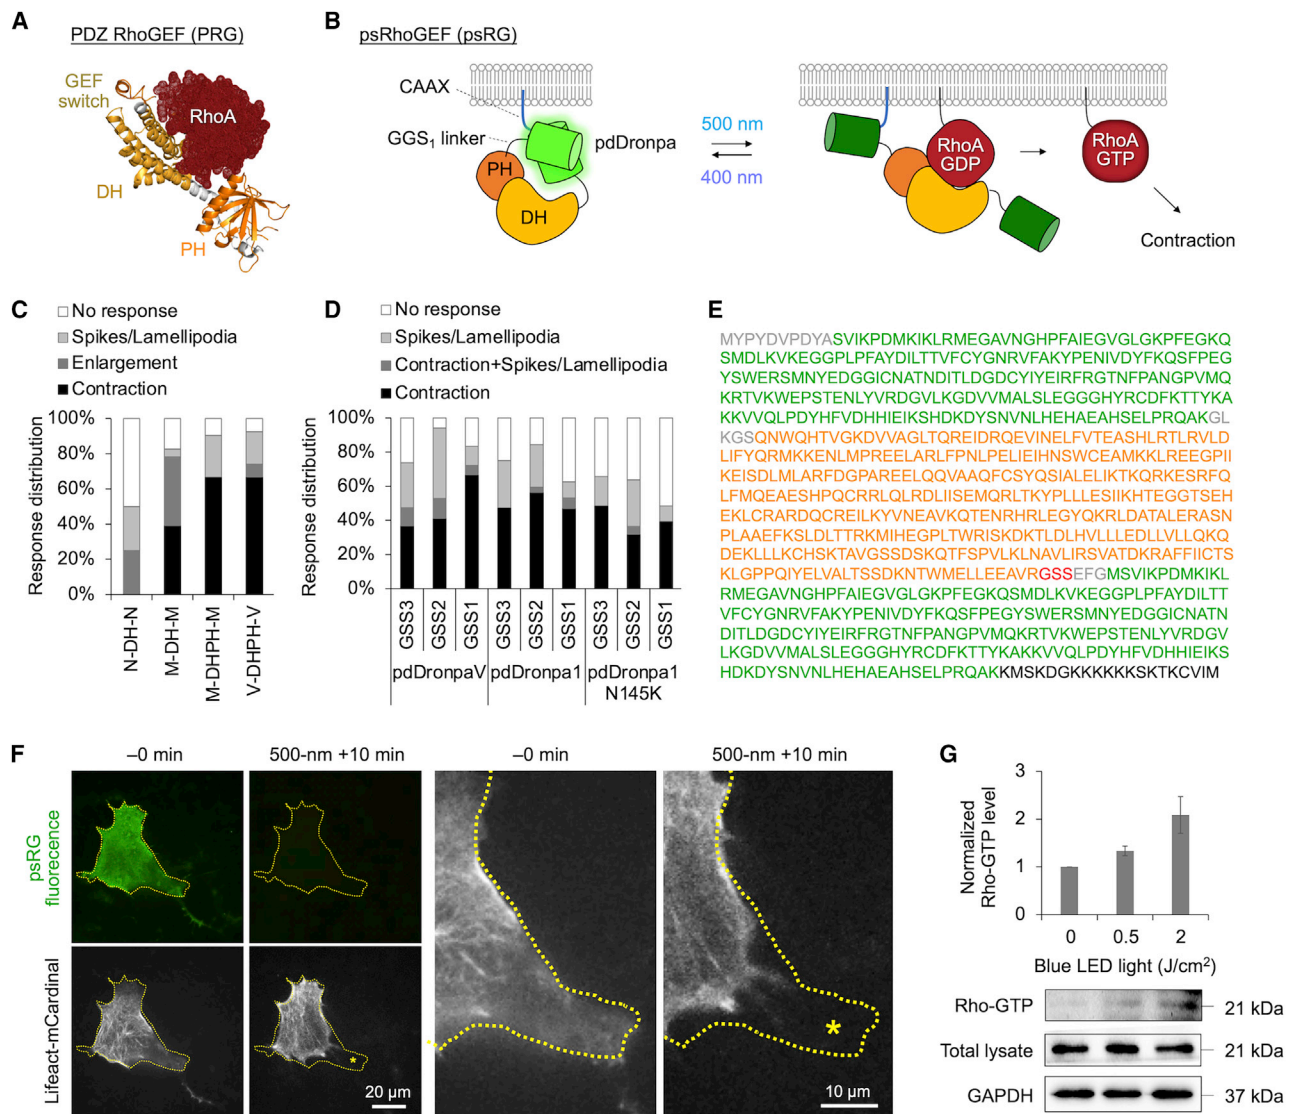 A
PDZ RhoGEF (PRG)
GEF
switch
RhoA
DH
PH
B
psRhoGEF (psRG)
CAAX
GGS1 linker
pdDronpa
PH
DH
500 nm
400 nm
RhoA
GDP
RhoA
GTP
Contraction
C
No response
Spikes/Lamellipodia
Enlargement
Contraction
Response distribution
100%
80%
60%
40%
20%
0%
N-DH-N
M-DH-M
M-DHPH-M
V-DHPH-V
D
No response
Spikes/Lamellipodia
Contraction+Spikes/Lamellipodia
Contraction
Response distribution
100%
80%
60%
40%
20%
0%
GSS3
GSS2
GSS1
GSS3
GSS2
GSS1
GSS3
GSS2
GSS1
pdDronpaV
pdDronpa1
pdDronpa1
N145K
E
MYPYDVPDYASVIKPDMKIKLRMEGAVNGHPFAIEGVGLGKPFEGKQ
SMDLKVKEGGPLPFAYDILTTVFCYGNRVFAKYPENIVDYFKQSFPEG
YSWERSMNYEDGGICNATNDITLDGDCYIYEIRFRGTNFPANGPVMQ
KRTVKWEPSTENLYVRDGVLKGDVVMALSLEGGGHYRCDFKTTYKA
KKVVQLPDYHFVDHHIEIKSHDKDYSNVNLHEHAEAHSELPRQAKGL
KGSQNWQHTVGKDVVAGLTQREIDRQEVINELFVTEASHLRTLRVLD
LIFYQRMKKENLMPREELARLFPNLPELIEIHNSWCEAMKKLREEGPII
KEISDLMLARFDGPAREELQQVAAQFCSYQSIALELIKTKQRKESRFQ
LFMQEAESHPQCRRLQLRDLIISEMQRLTKYPLLLESIIKHTEGGTSEH
EKLCRARDQCREILKYVNEAVKQTENRHRLEGYQKRLDATALERASN
PLAAEFKSLDLTTRKMIHEGPLTWRISKDKTLDLHVLLLEDLLVLLQKQ
DEKLLLKCHSKTAVGSSDSKQTFSPVLKLNAVLIRSVATDKRAFFIICTS
KLGPPQIYELVALTSSDKNTWMELLEEAVRGSSEFGMSVIKPDMKIKL
RMEGAVNGHPFAIEGVGLGKPFEGKQSMDLKVKEGGPLPFAYDILTT
VFCYGNRVFAKYPENIVDYFKQSFPEGYSWERSMNYEDGGICNATN
DITLDGDCYIYEIRFRGTNFPANGPVMQKRTVKWEPSTENLYVRDGV
LKGDVVMALSLEGGGHYRCDFKTTYKAKKVVQLPDYHFVDHHIEIKS
HDKDYSNVNLHEHAEAHSELPRQAKKMSKDGKKKKKKSKTKCVIM
F
–0 min
500-nm +10 min
–0 min
500-nm +10 min
psRG
fluorecence
Lifeact-mCardinal
*
20 µm
*
10 µm
G
Normalized
Rho-GTP level
3
2
1
0
0
0.5
2
Blue LED light (J/cm²)
Rho-GTP
21 kDa
Total lysate
21 kDa
GAPDH
37 kDa